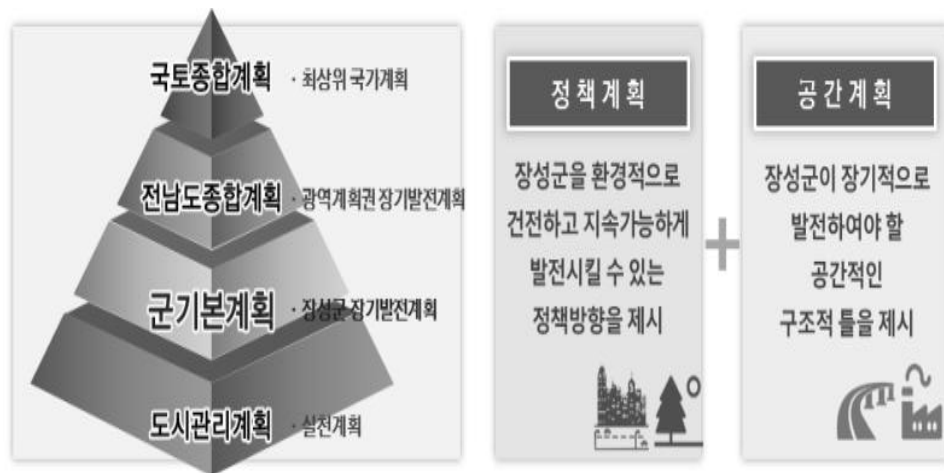 국토종합계획 · 최상위 국가계획
전남도종합계획 · 광역계획권 장기발전계획
군기본계획 · 장성군 장기발전계획
도시관리계획 · 실천계획
정책계획
장성군을 환경적으로
건전하고 지속가능하게
발전시킬 수 있는
정책방향을 제시
+
공간계획
장성군이 장기적으로
발전하여야 할
공간적인
구조적 틀을 제시